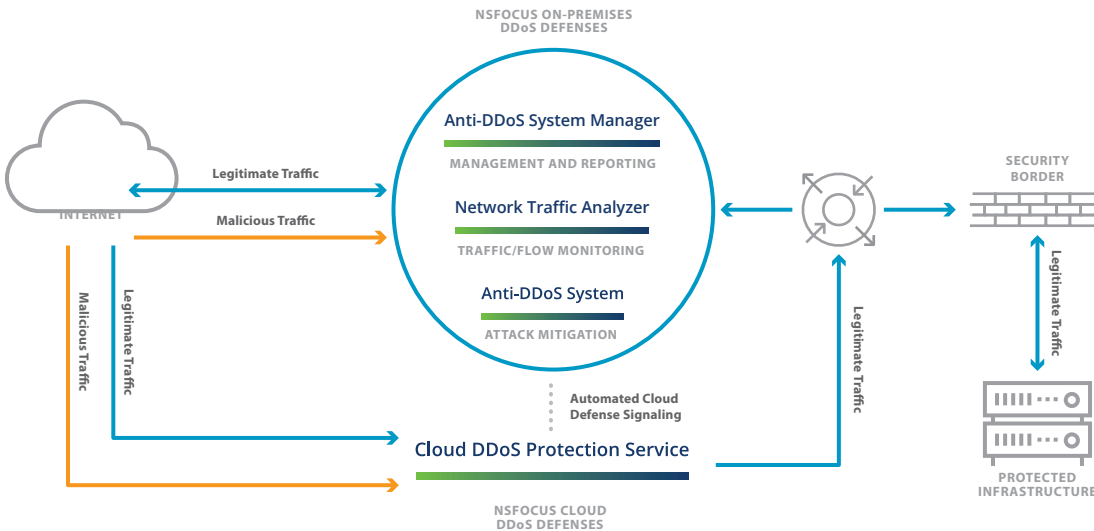 NSFOCUS ON-PREMISES
DDoS DEFENSES
Anti-DDoS System Manager
MANAGEMENT AND REPORTING
Network Traffic Analyzer
TRAFFIC/FLOW MONITORING
Anti-DDoS System
ATTACK MITIGATION
INTERNET
Legitimate Traffic
Malicious Traffic
Malicious Traffic
Legitimate Traffic
Automated Cloud
Defense Signaling
Cloud DDoS Protection Service
NSFOCUS CLOUD
DDoS DEFENSES
Legitimate Traffic
SECURITY
BORDER
Legitimate Traffic
PROTECTED
INFRASTRUCTURE